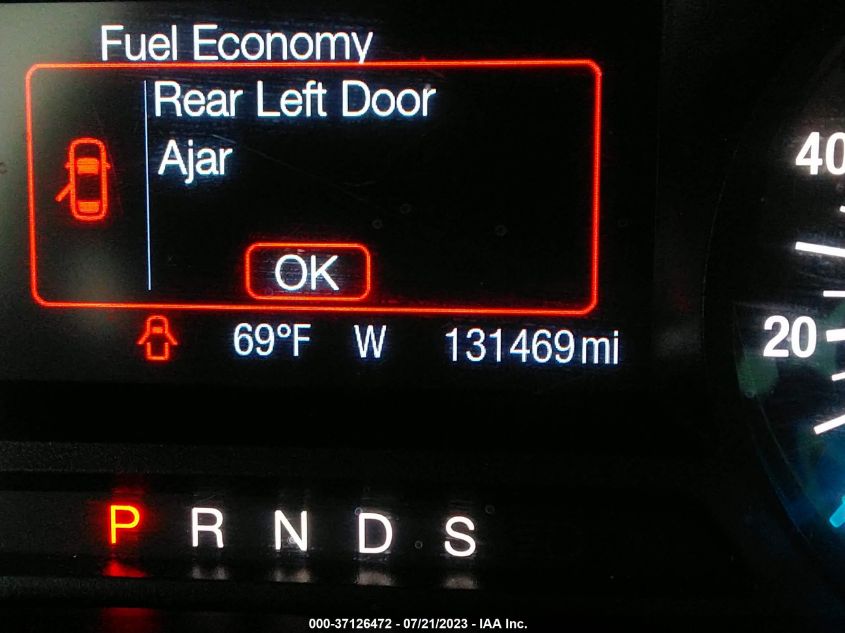 Fuel Economy
Rear Left Door
Ajar
OK
69°F W 131469mi
40
20
P R N D S
000-37126472 - 07/21/2023 - IAA Inc.